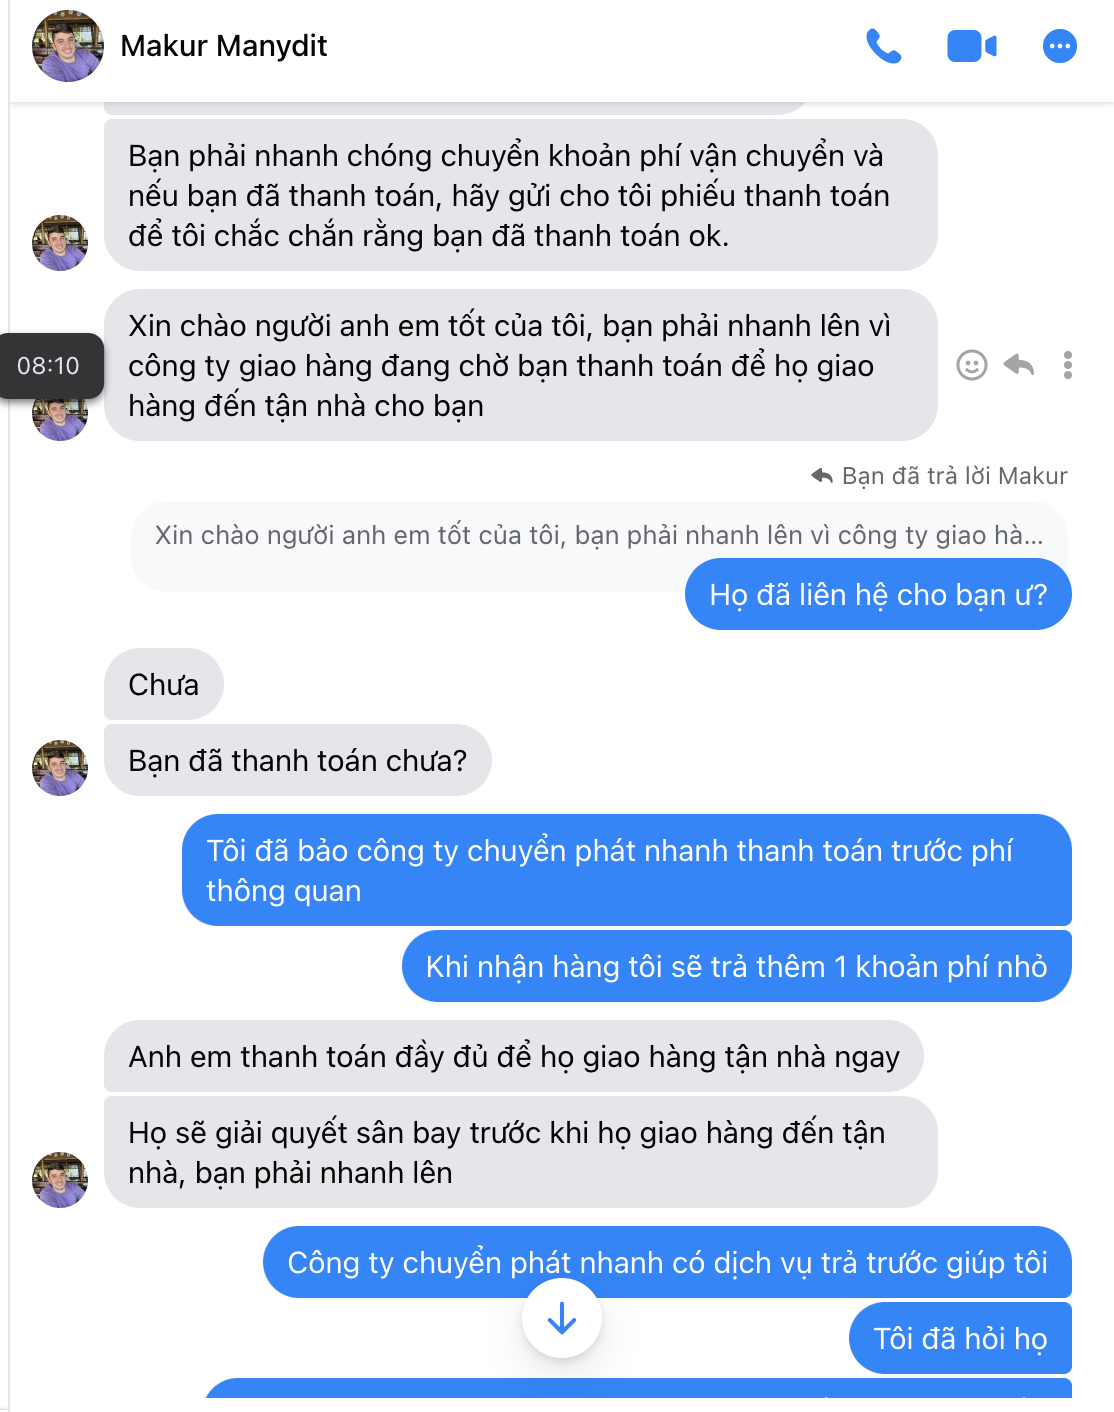 Makur Manydit
Bạn phải nhanh chóng chuyển khoản phí vận chuyển và
nếu bạn đã thanh toán, hãy gửi cho tôi phiếu thanh toán
để tôi chắc chắn rằng bạn đã thanh toán ok.
Xin chào người anh em tốt của tôi, bạn phải nhanh lên vì
công ty giao hàng đang chờ bạn thanh toán để họ giao
hàng đến tận nhà cho bạn
08:10
Bạn đã trả lời Makur
Xin chào người anh em tốt của tôi, bạn phải nhanh lên vì công ty giao hà...
Họ đã liên hệ cho bạn ư?
Chưa
Bạn đã thanh toán chưa?
Tôi đã bảo công ty chuyển phát nhanh thanh toán trước phí
thông quan
Khi nhận hàng tôi sẽ trả thêm 1 khoản phí nhỏ
Anh em thanh toán đầy đủ để họ giao hàng tận nhà ngay
Họ sẽ giải quyết sân bay trước khi họ giao hàng đến tận
nhà, bạn phải nhanh lên
Công ty chuyển phát nhanh có dịch vụ trả trước giúp tôi
Tôi đã hỏi họ